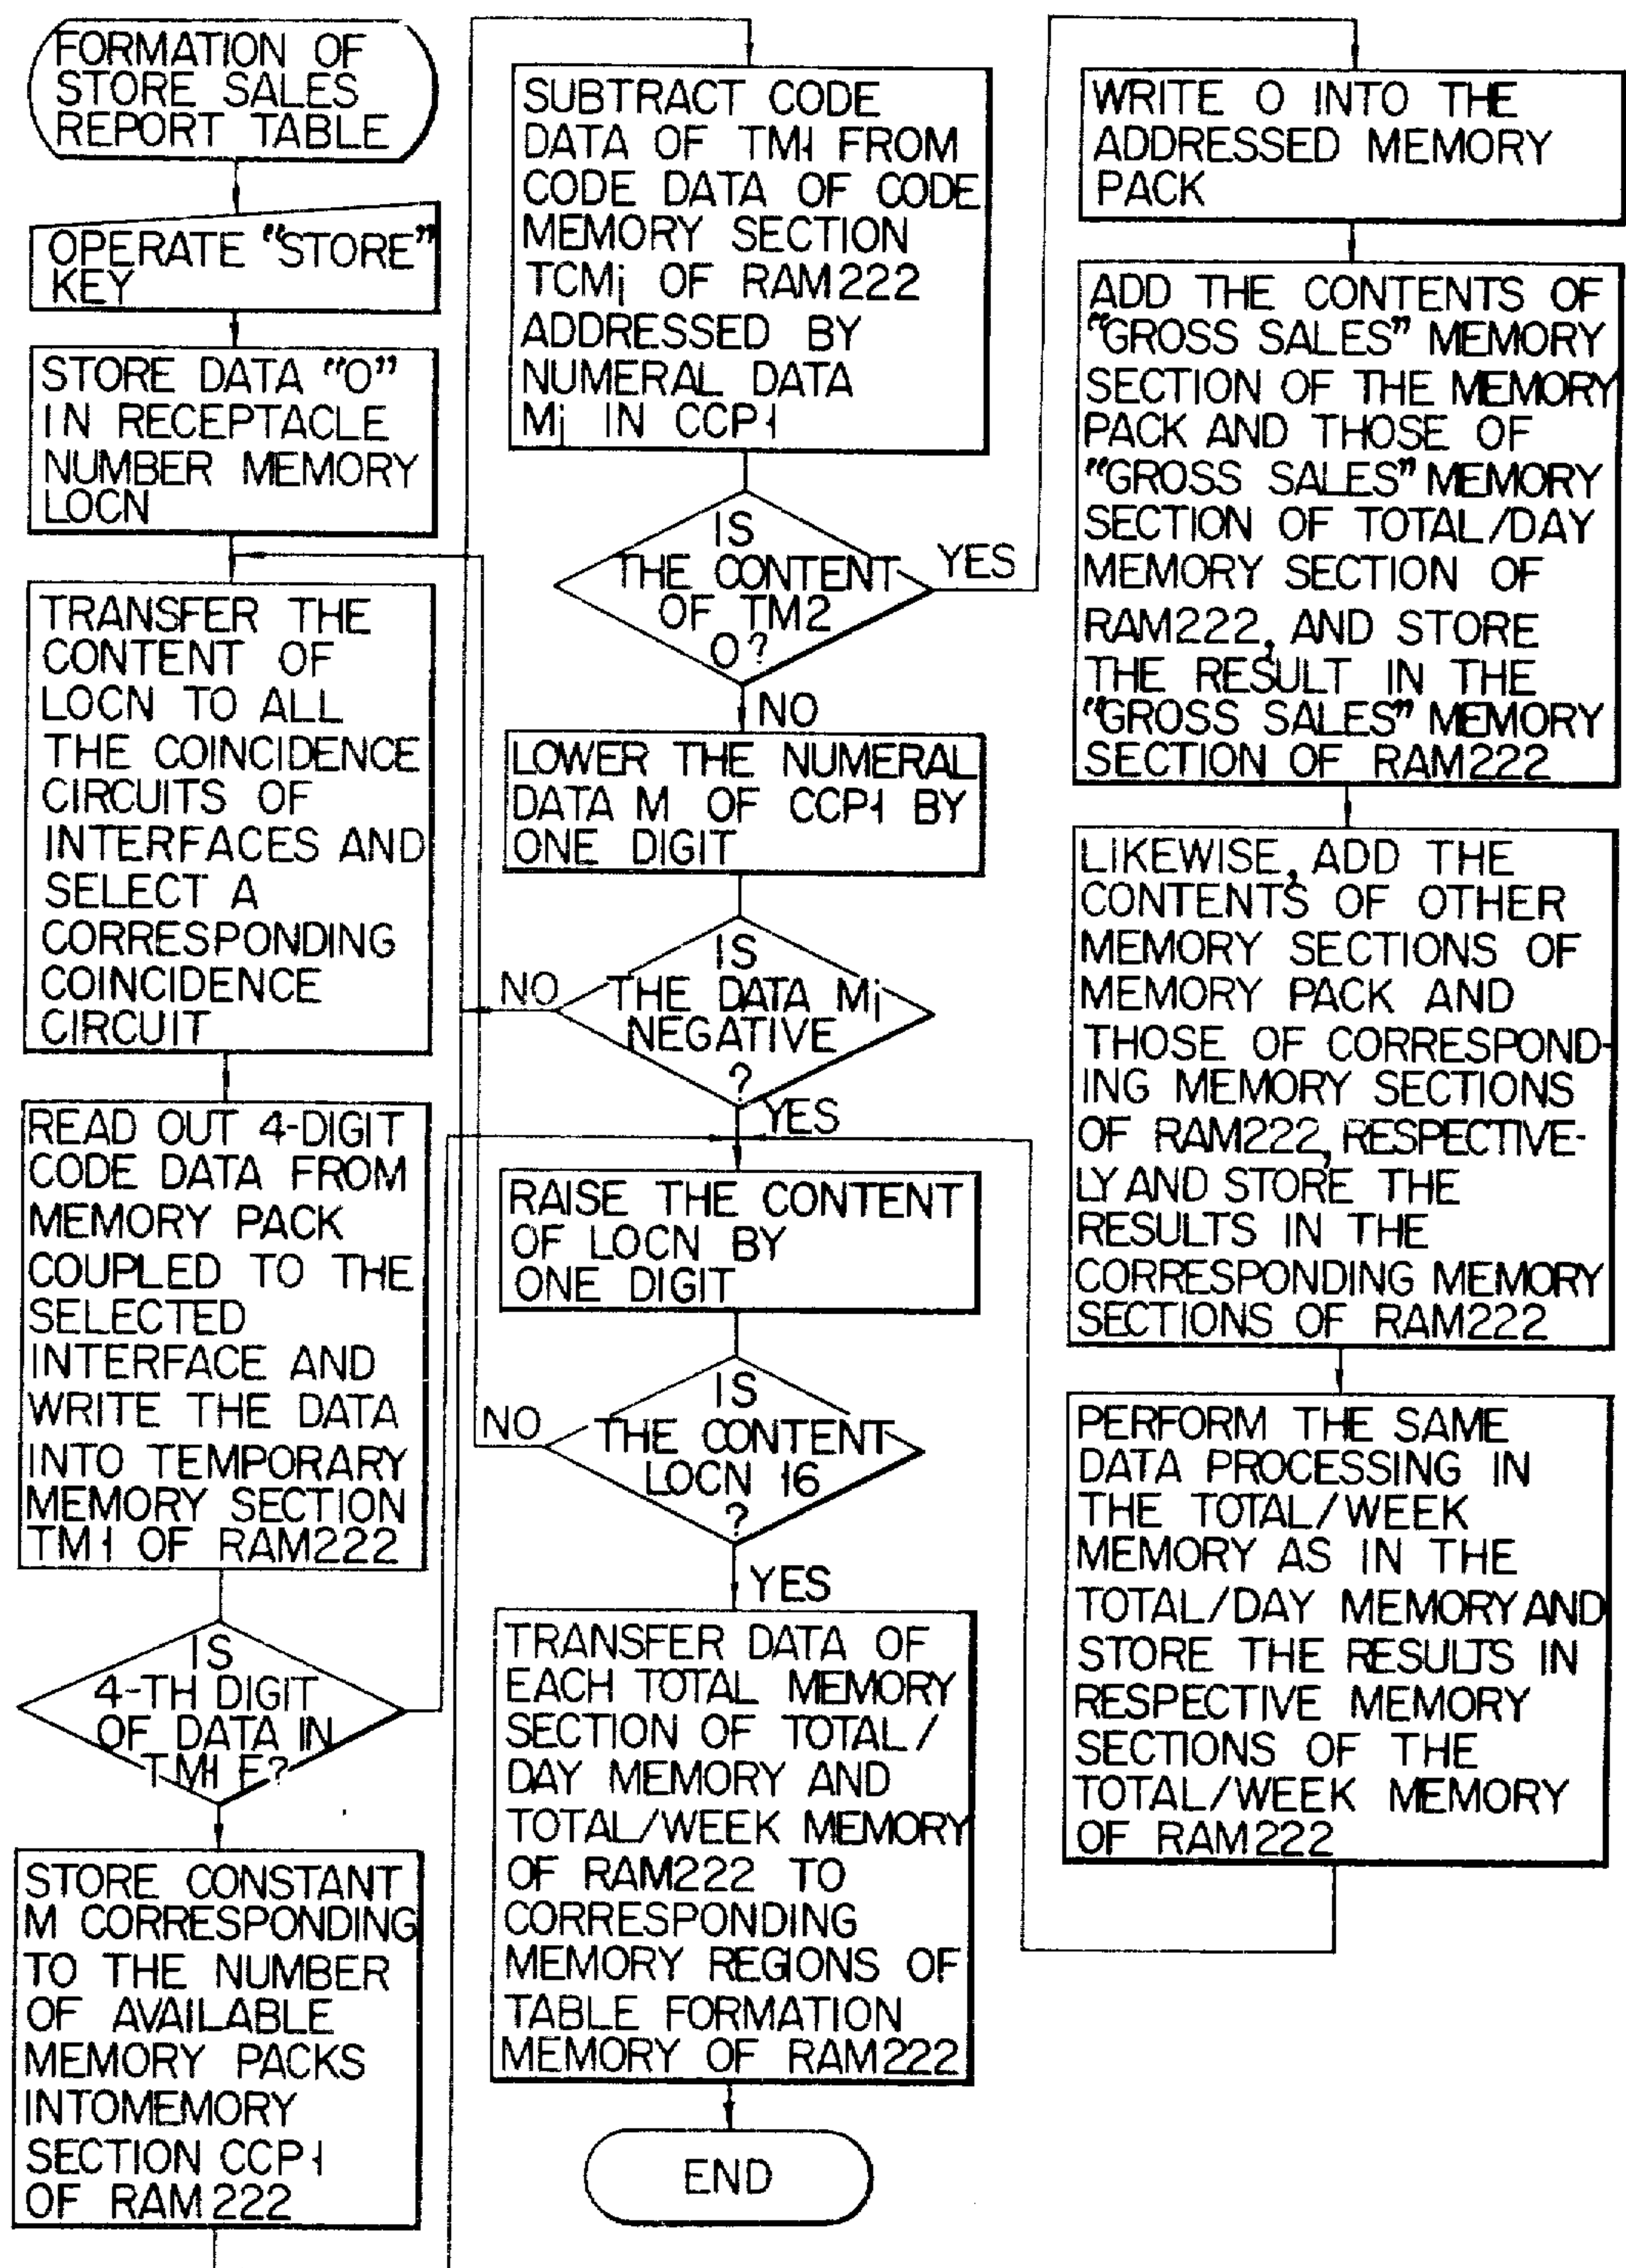 FORMATION OF
STORE SALES
REPORT TABLE
OPERATE "STORE"
KEY
STORE DATA "0"
IN RECEPTACLE
NUMBER MEMORY
LOCN
TRANSFER THE
CONTENT OF
LOCN TO ALL
THE COINCIDENCE
CIRCUITS OF
INTERFACES AND
SELECT A
CORRESPONDING
COINCIDENCE
CIRCUIT
READ OUT 4-DIGIT
CODE DATA FROM
MEMORY PACK
COUPLED TO THE
SELECTED
INTERFACE AND
WRITE THE DATA
INTO TEMPORARY
MEMORY SECTION
TM1 OF RAM222
IS
4-TH DIGIT
OF DATA IN
TM1 F?
STORE CONSTANT
M CORRESPONDING
TO THE NUMBER
OF AVAILABLE
MEMORY PACKS
INTOMEMORY
SECTION CCP1
OF RAM222
SUBTRACT CODE
DATA OF TM1 FROM
CODE DATA OF CODE
MEMORY SECTION
TCMi OF RAM222
ADDRESSED BY
NUMERAL DATA
Mi IN CCP1
IS
THE CONTENT
OF TM2
0?
YES
NO
LOWER THE NUMERAL
DATA M OF CCP1 BY
ONE DIGIT
IS
THE DATA Mi
NEGATIVE
?
NO
YES
RAISE THE CONTENT
OF LOCN BY
ONE DIGIT
IS
THE CONTENT
LOCN 16
?
NO
YES
TRANSFER DATA OF
EACH TOTAL MEMORY
SECTION OF TOTAL/
DAY MEMORY AND
TOTAL/WEEK MEMORY
OF RAM222 TO
CORRESPONDING
MEMORY REGIONS OF
TABLE FORMATION
MEMORY OF RAM222
END
WRITE 0 INTO THE
ADDRESSED MEMORY
PACK
ADD THE CONTENTS OF
"GROSS SALES" MEMORY
SECTION OF THE MEMORY
PACK AND THOSE OF
"GROSS SALES" MEMORY
SECTION OF TOTAL/DAY
MEMORY SECTION OF
RAM222, AND STORE
THE RESULT IN THE
"GROSS SALES" MEMORY
SECTION OF RAM222
LIKEWISE, ADD THE
CONTENTS OF OTHER
MEMORY SECTIONS OF
MEMORY PACK AND
THOSE OF CORRESPOND-
ING MEMORY SECTIONS
OF RAM222, RESPECTIVE-
LY AND STORE THE
RESULTS IN THE
CORRESPONDING MEMORY
SECTIONS OF RAM222
PERFORM THE SAME
DATA PROCESSING IN
THE TOTAL/WEEK
MEMORY AS IN THE
TOTAL/DAY MEMORY AND
STORE THE RESULTS IN
RESPECTIVE MEMORY
SECTIONS OF THE
TOTAL/WEEK MEMORY
OF RAM222